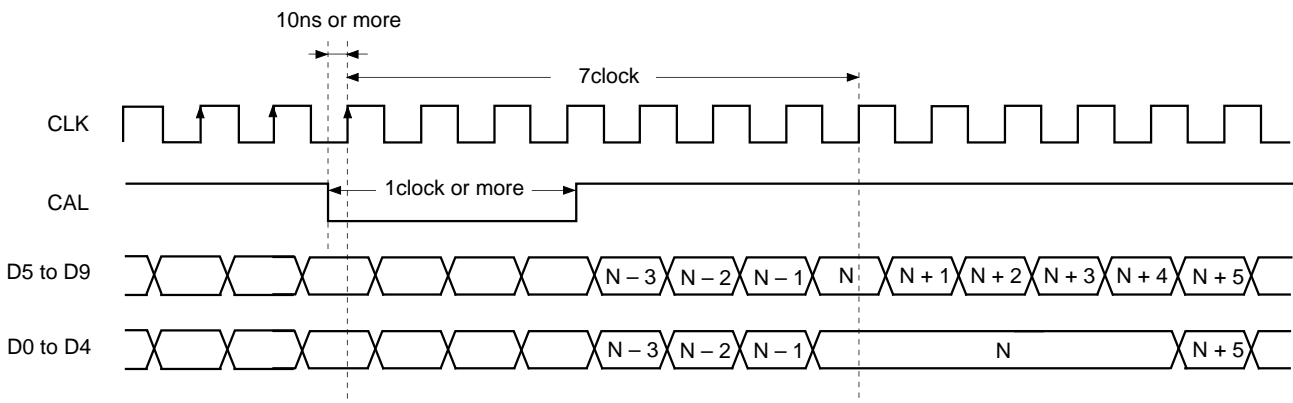 10ns or more
7clock
CLK
1clock or more
CAL
D5 to D9
N – 3 N – 2 N – 1 N N + 1 N + 2 N + 3 N + 4 N + 5
D0 to D4
N – 3 N – 2 N – 1 N N + 5